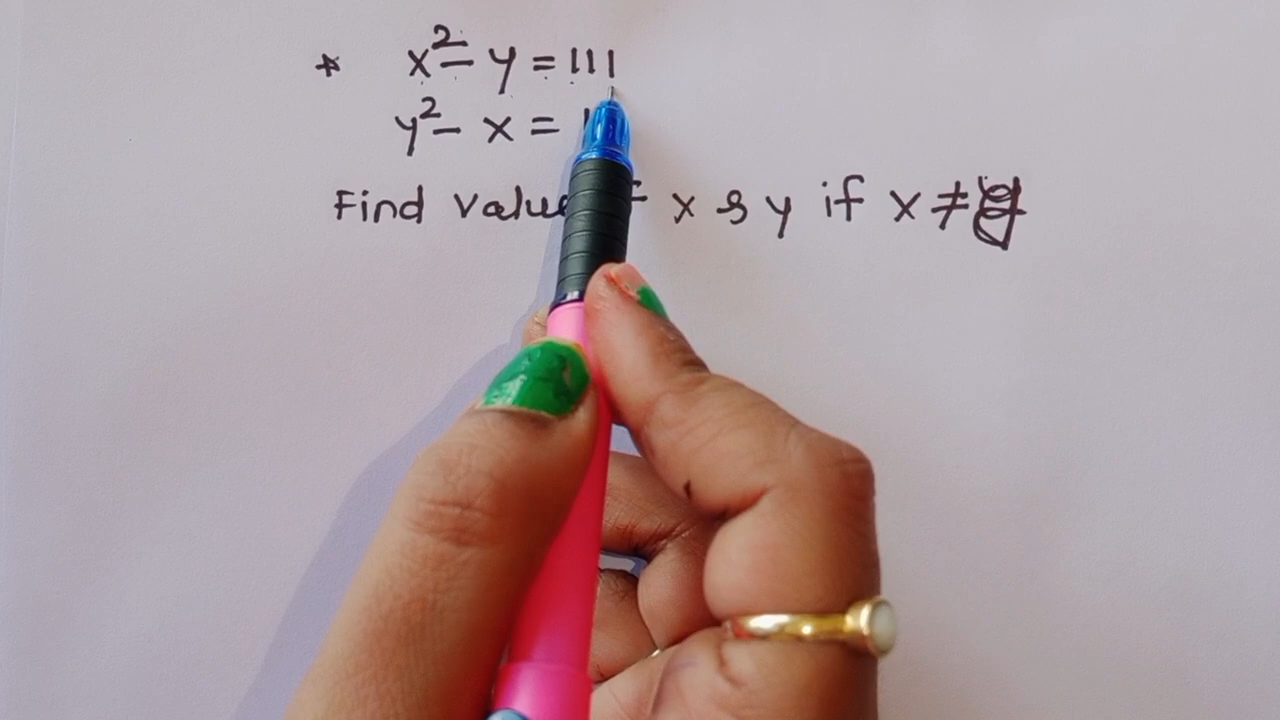 * x² - y = 111
y² - x =
Find value x & y if x ≠ y